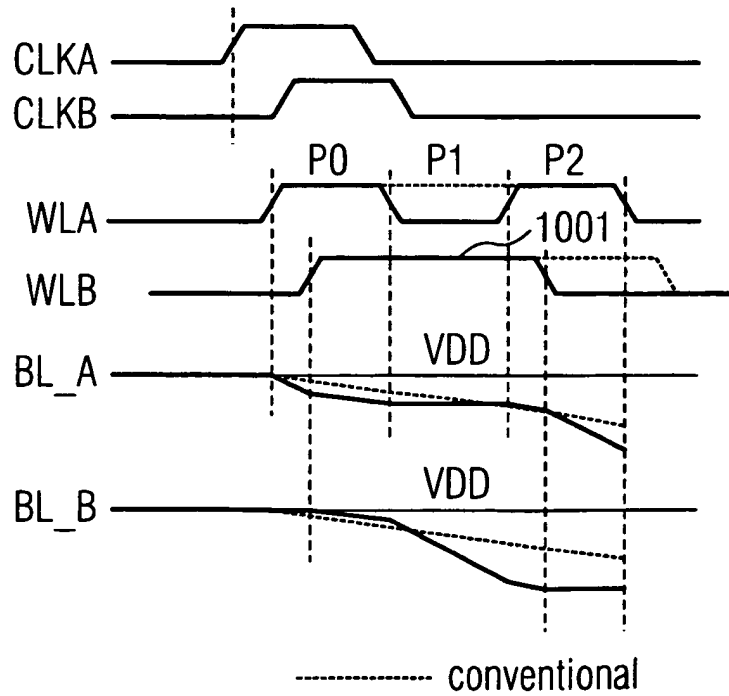 CLKA
CLKB
P0 P1 P2
WLA
1001
WLB
VDD
BL_A
VDD
BL_B
conventional